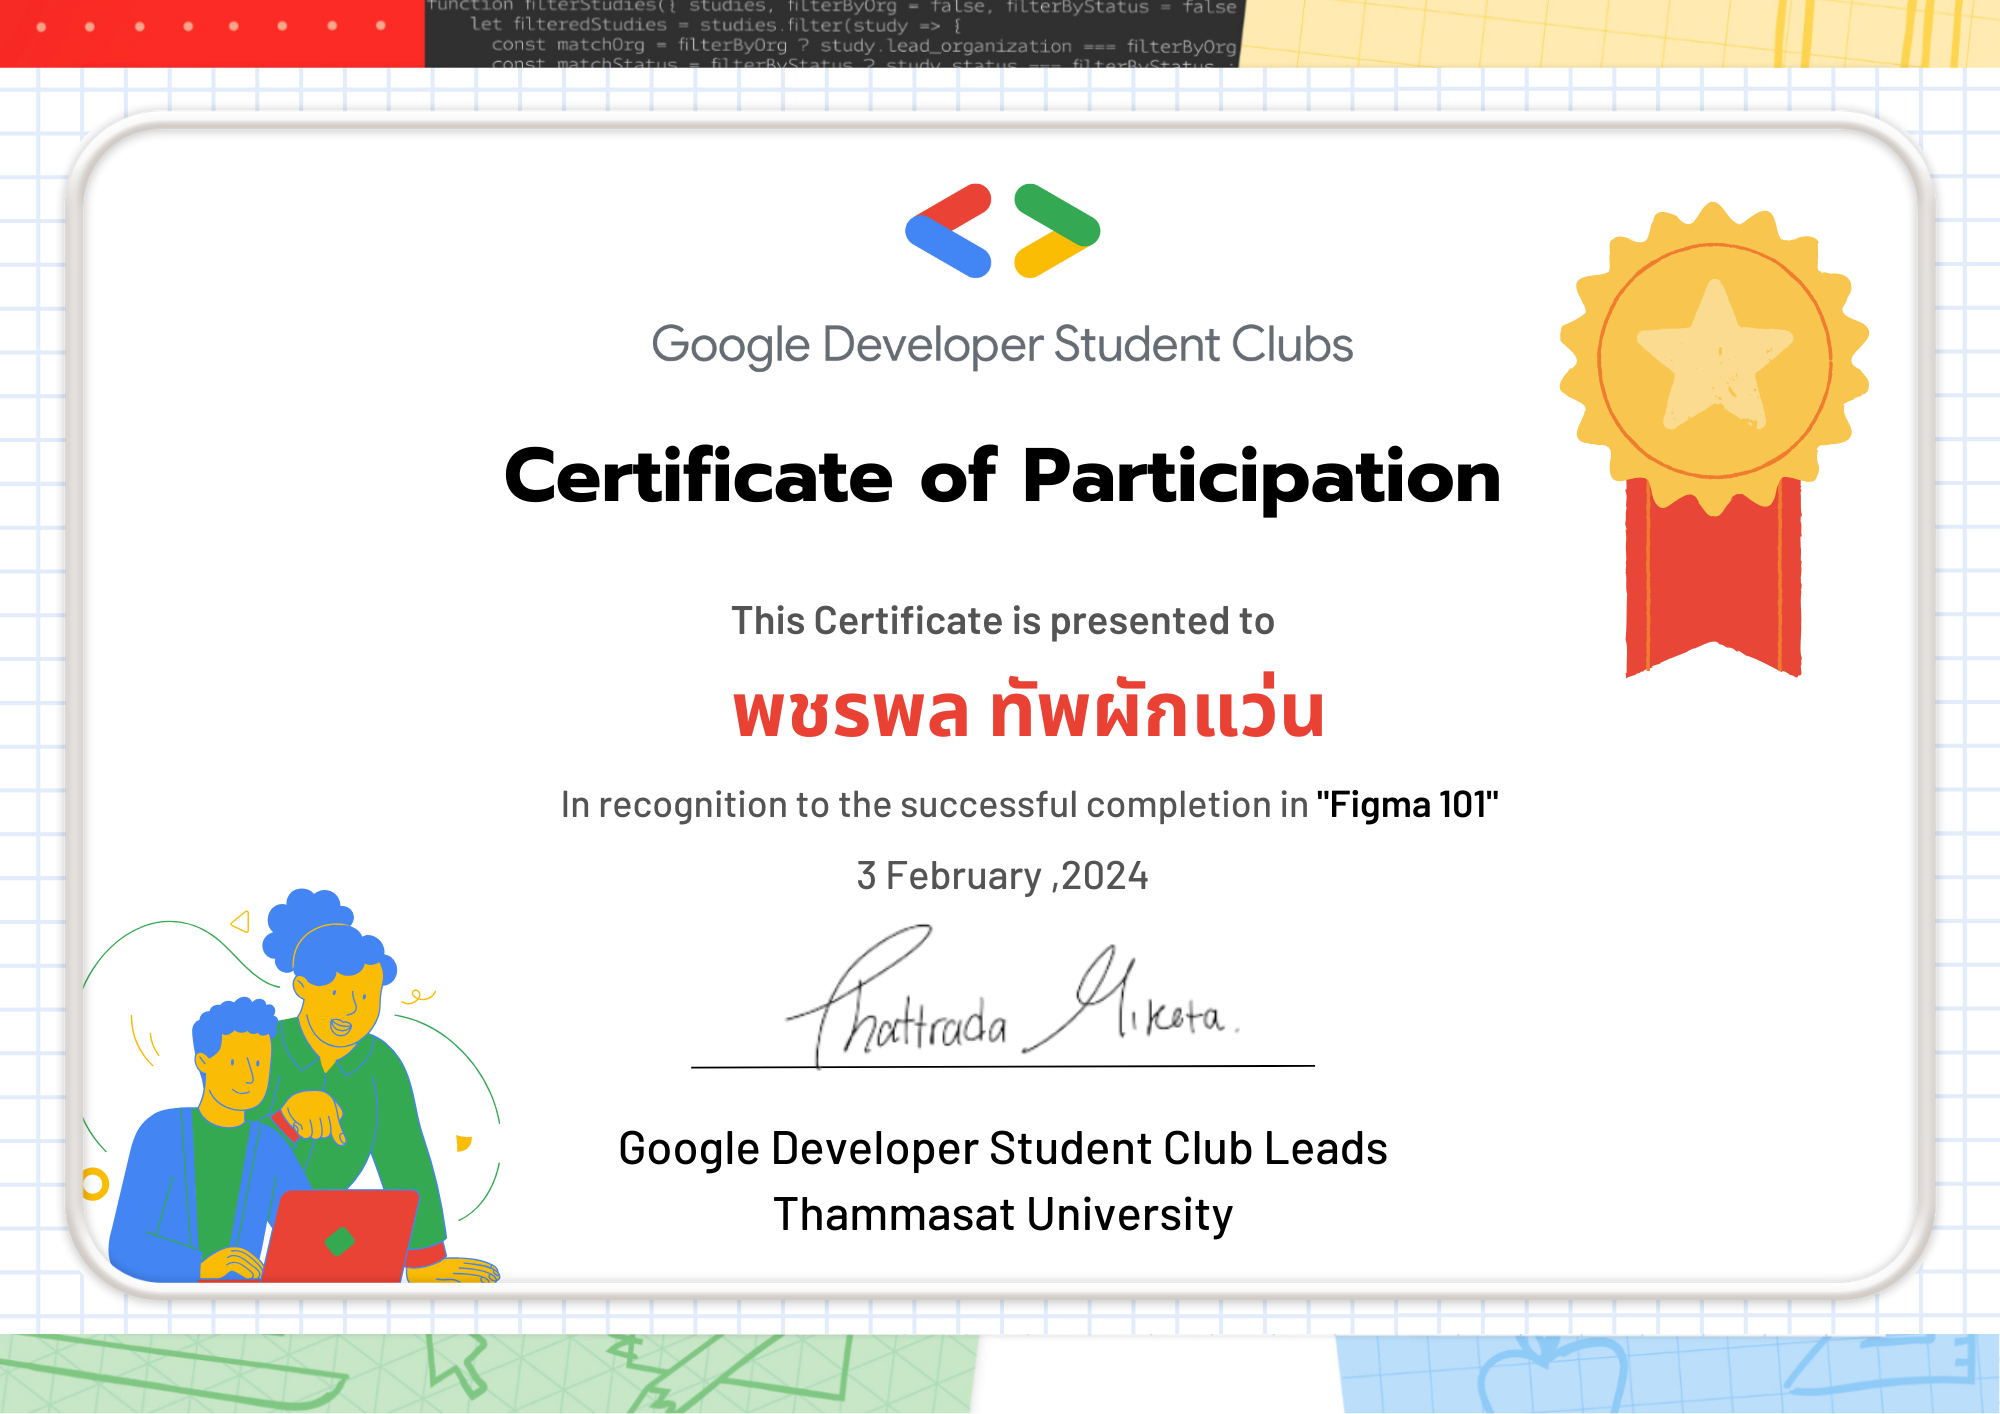 function filterStudies({ studies, filterByOrg = false, filterByStatus = false
let filteredStudies = studies.filter(study => {
const matchOrg = filterByOrg ? study.lead_organization === filterByOrg
const matchStatus = filterByStatus ? study.status === filterByStatus
Google Developer Student Clubs
Certificate of Participation
This Certificate is presented to
พชรพล ทัพผักแว่น
In recognition to the successful completion in "Figma 101"
3 February ,2024
Phattrada Miketa.
Google Developer Student Club Leads
Thammasat University